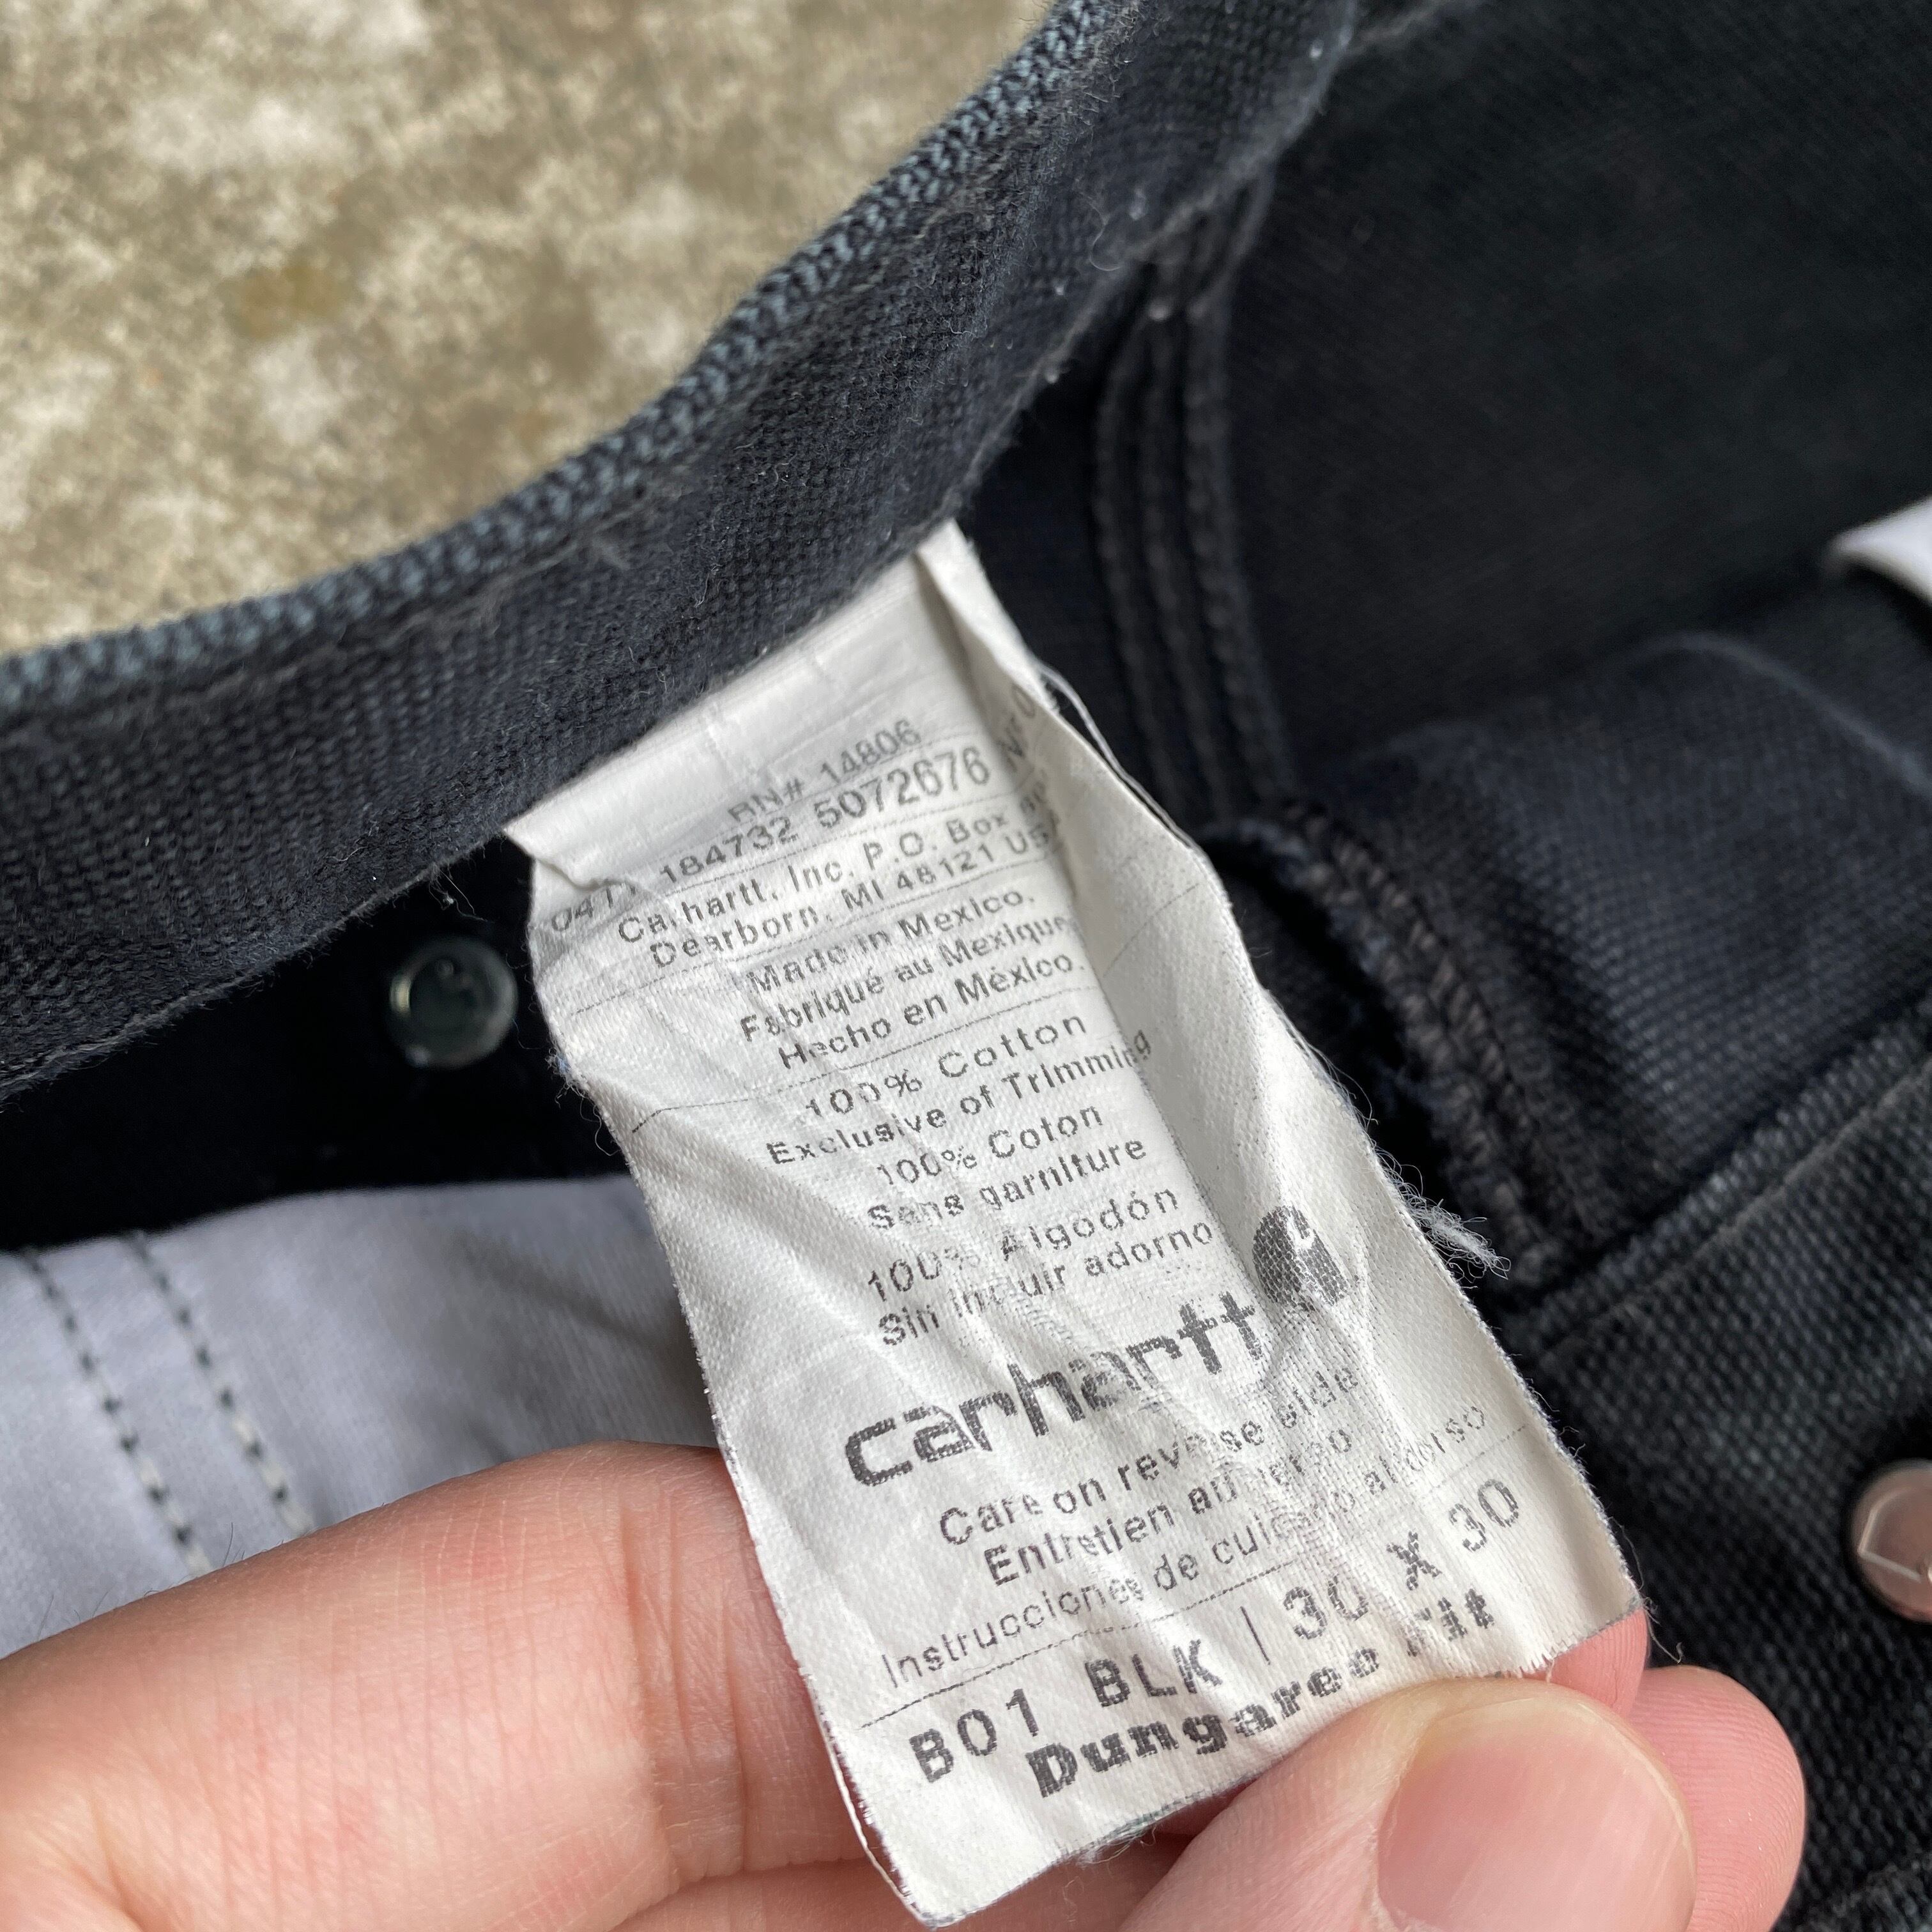 RN# 14806
0411 184732 5072676
Carhartt, Inc. P.O. Box
Dearborn, MI 48121 USA
Made in Mexico.
Fabriqué au Mexique
Hecho en México.
100% Cotton
Exclusive of Trimming
100% Coton
Sans garniture
100% Algodón
Sin incluir adorno
carhartt
Care on reverse side
Entretien au verso
Instrucciones de cuidado al dorso
B01 BLK | 30 X 30
Dungaree Fit